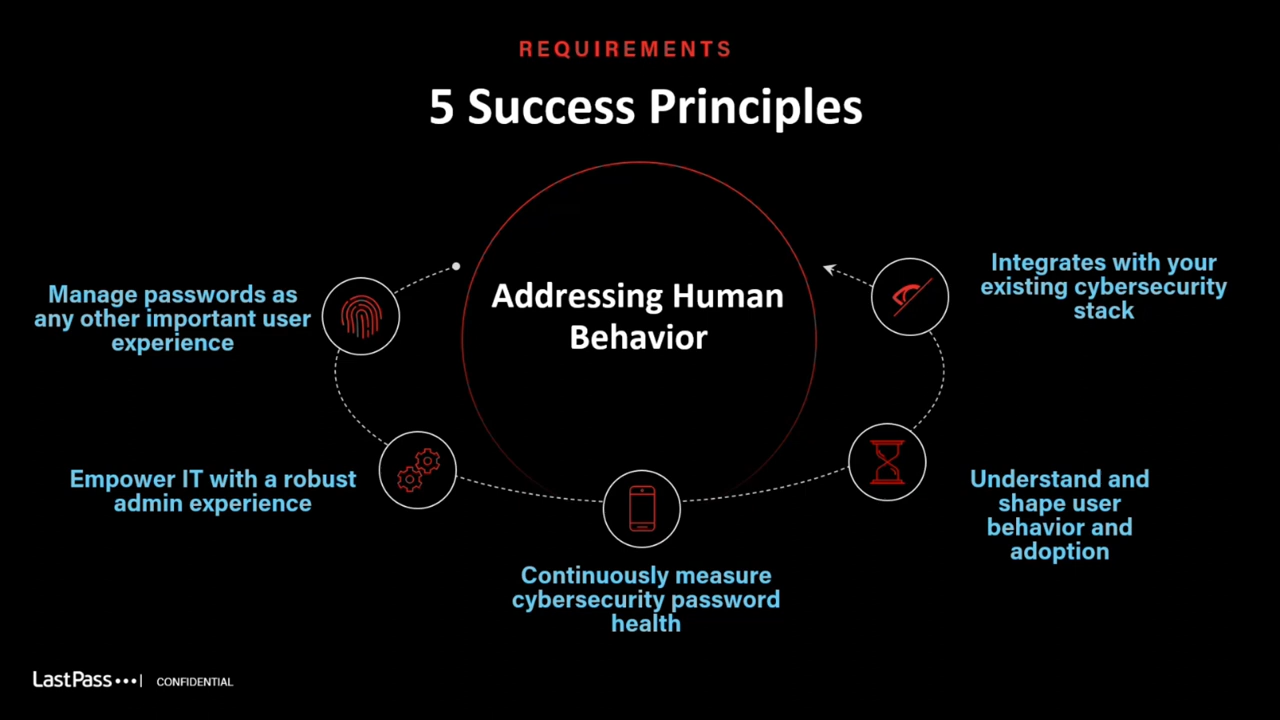 REQUIREMENTS
5 Success Principles
Addressing Human
Behavior
Manage passwords as
any other important user
experience
Empower IT with a robust
admin experience
Continuously measure
cybersecurity password
health
Understand and
shape user
behavior and
adoption
Integrates with your
existing cybersecurity
stack
LastPass•••| CONFIDENTIAL